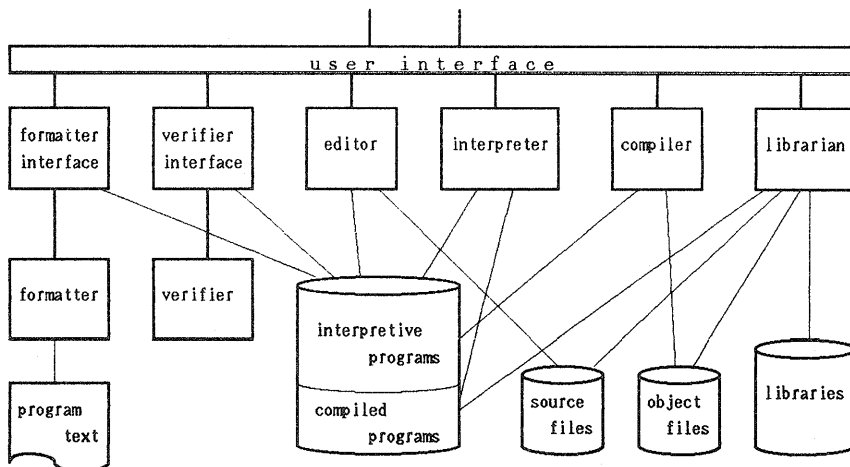 user interface
formatter
interface
verifier
interface
editor
interpreter
compiler
librarian
formatter
verifier
interpretive
programs
compiled
programs
program
text
source
files
object
files
libraries